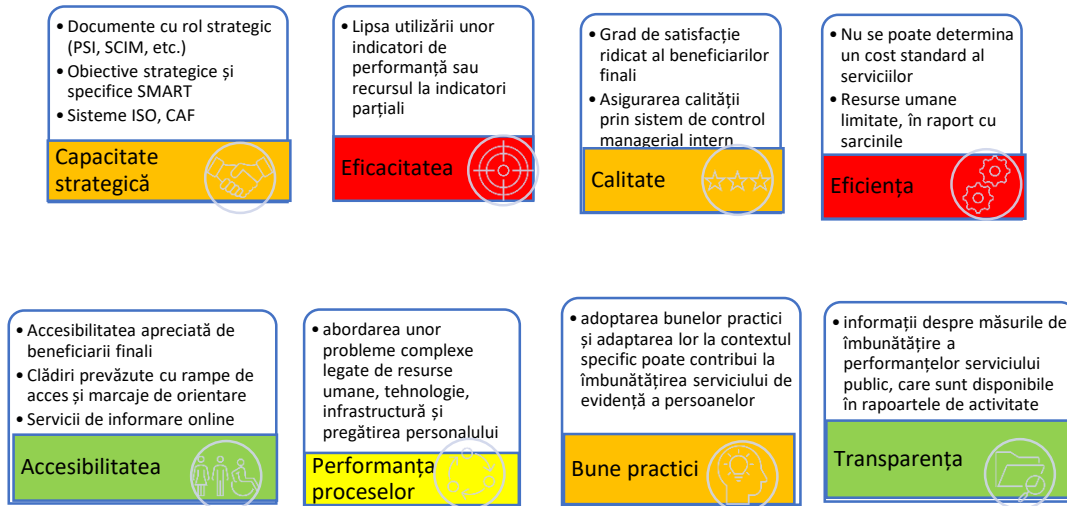 • Documente cu rol strategic
(PSI, SCIM, etc.)
• Obiective strategice și
specifice SMART
• Sisteme ISO, CAF
Capacitate
strategică
• Lipsa utilizării unor
indicatori de
performanță sau
recursul la indicatori
parțiali
Eficacitatea
• Grad de satisfacție
ridicat al beneficiarilor
finali
• Asigurarea calității
prin sistem de control
managerial intern
Calitate
• Nu se poate determina
un cost standard al
serviciilor
• Resurse umane
limitate, în raport cu
sarcinile
Eficiența
• Accesibilitatea apreciată de
beneficiarii finali
• Clădiri prevăzute cu rampe de
acces și marcaje de orientare
• Servicii de informare online
Accesibilitatea
• abordarea unor
probleme complexe
legate de resurse
umane, tehnologie,
infrastructură și
pregătirea personalului
Performanța
proceselor
• adoptarea bunelor practici
și adaptarea lor la contextul
specific poate contribui la
îmbunătățirea serviciului de
evidență a persoanelor
Bune practici
• informații despre măsurile de
îmbunătățire a
performanțelor serviciului
public, care sunt disponibile
în rapoartele de activitate
Transparența